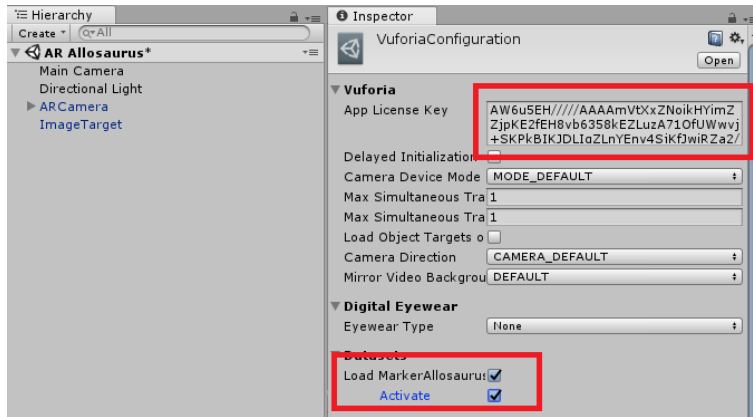 Hierarchy
Create
All
AR Allosaurus*
Main Camera
Directional Light
ARCamera
ImageTarget
Inspector
VuforiaConfiguration
Open
Vuforia
App License Key
AW6u5EH/////AAAAmVtXxZNoikHYimZ
ZjpKE2fEH8vb6358kEZLuzA71OfUWwvj
+SKPkBIKJDLIqZLnYEnv4SiKfJwiRZa2/
Delayed Initialization
Camera Device Mode MODE_DEFAULT
Max Simultaneous Tra 1
Max Simultaneous Tra 1
Load Object Targets o
Camera Direction CAMERA_DEFAULT
Mirror Video Backgrou DEFAULT
Digital Eyewear
Eyewear Type None
Datasets
Load MarkerAllosauru
Activate